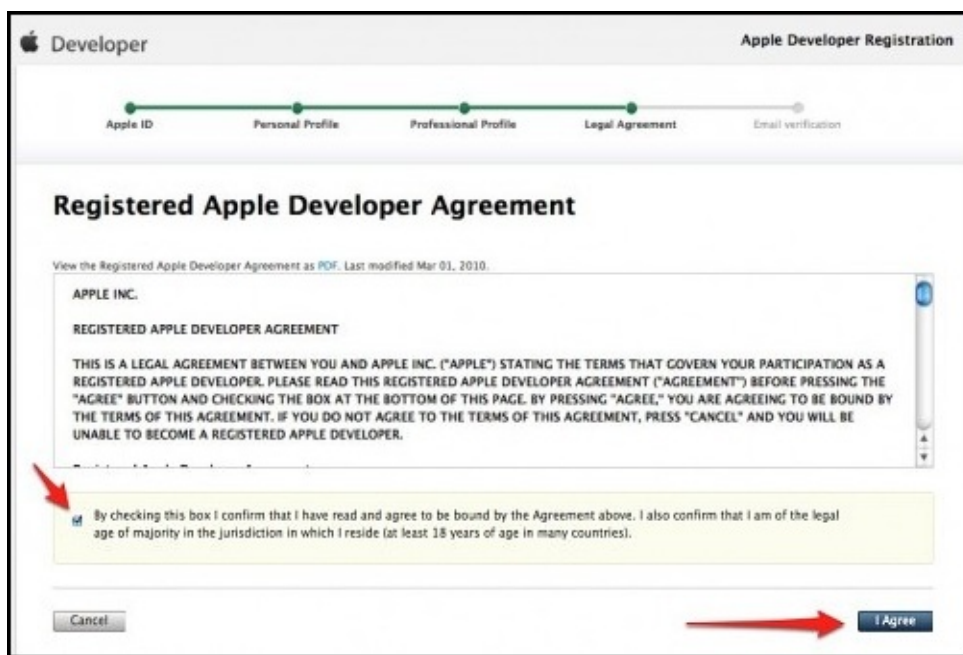 Developer
Apple Developer Registration
Apple ID
Personal Profile
Professional Profile
Legal Agreement
Email verification
Registered Apple Developer Agreement
View the Registered Apple Developer Agreement as PDF. Last modified Mar 01, 2010.
APPLE INC.
REGISTERED APPLE DEVELOPER AGREEMENT
THIS IS A LEGAL AGREEMENT BETWEEN YOU AND APPLE INC. ("APPLE") STATING THE TERMS THAT GOVERN YOUR PARTICIPATION AS A
REGISTERED APPLE DEVELOPER. PLEASE READ THIS REGISTERED APPLE DEVELOPER AGREEMENT ("AGREEMENT") BEFORE PRESSING THE
"AGREE" BUTTON AND CHECKING THE BOX AT THE BOTTOM OF THIS PAGE. BY PRESSING "AGREE," YOU ARE AGREEING TO BE BOUND BY
THE TERMS OF THIS AGREEMENT. IF YOU DO NOT AGREE TO THE TERMS OF THIS AGREEMENT, PRESS "CANCEL" AND YOU WILL BE
UNABLE TO BECOME A REGISTERED APPLE DEVELOPER.
By checking this box I confirm that I have read and agree to be bound by the Agreement above. I also confirm that I am of the legal
age of majority in the jurisdiction in which I reside (at least 18 years of age in many countries).
Cancel
I Agree